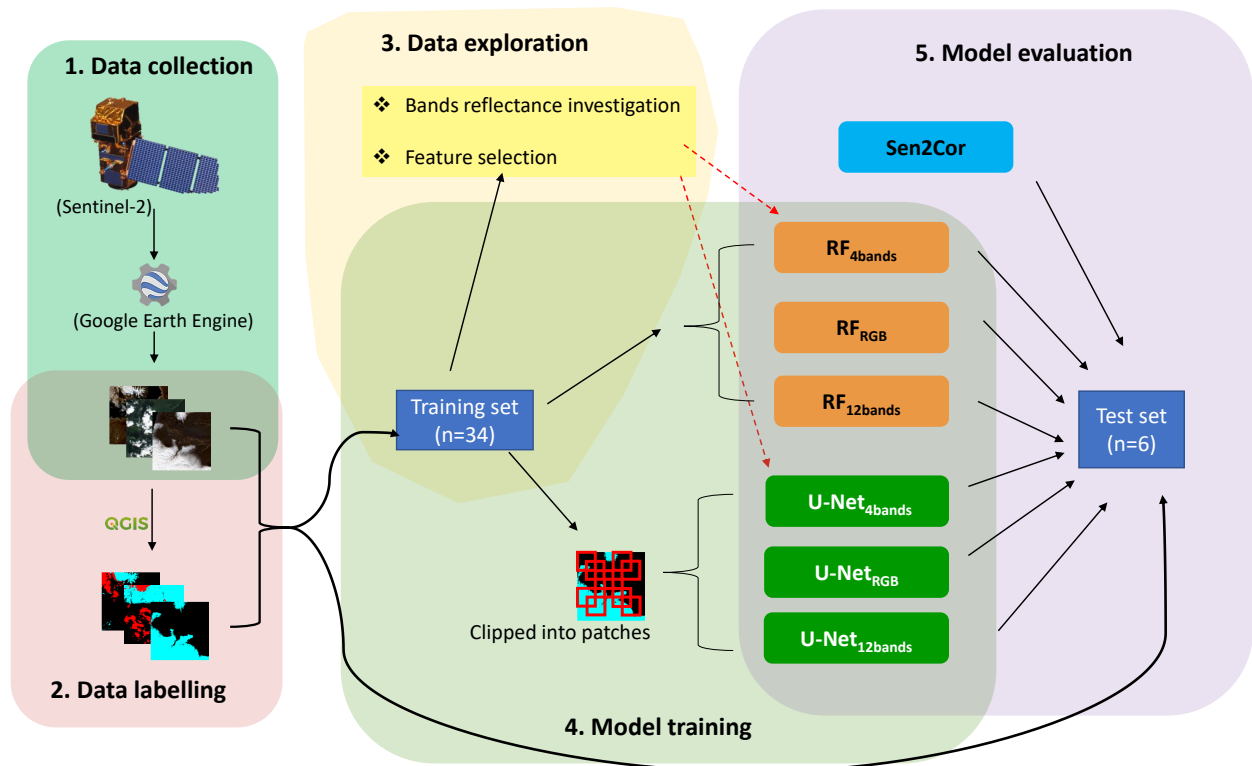 1. Data collection
(Sentinel-2)
(Google Earth Engine)
QGIS
2. Data labelling
3. Data exploration
❖ Bands reflectance investigation
❖ Feature selection
Training set
(n=34)
Clipped into patches
4. Model training
RF4bands
RFRGB
RF12bands
U-Net4bands
U-NetRGB
U-Net12bands
5. Model evaluation
Sen2Cor
Test set
(n=6)